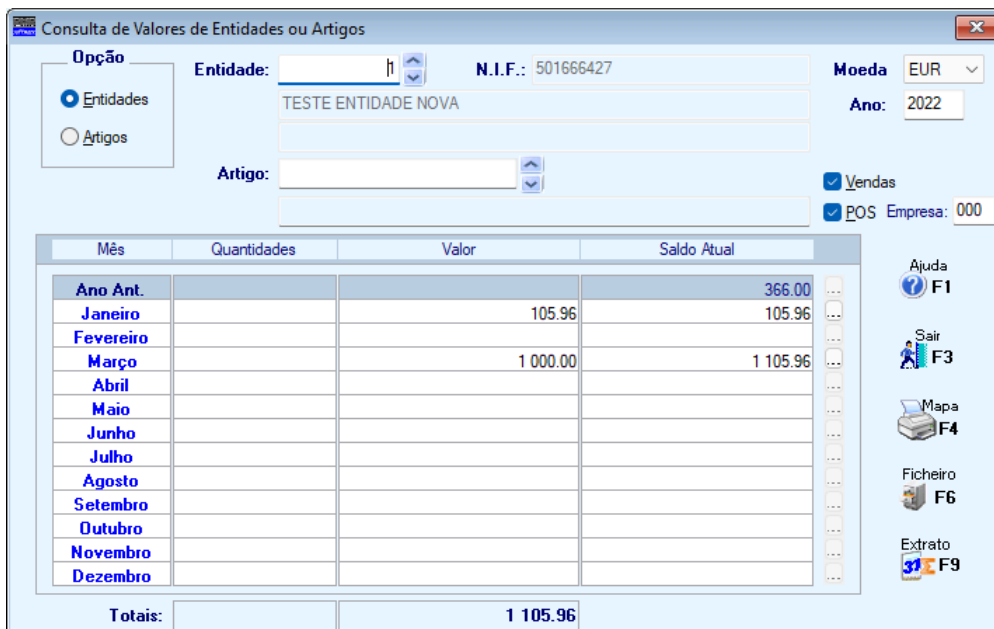 Consulta de Valores de Entidades ou Artigos
Opção
Entidades
Artigos
Entidade: 1
N.I.F.: 501666427
Moeda EUR
TESTE ENTIDADE NOVA
Ano: 2022
Artigo:
Vendas
POS Empresa: 000
Mês Quantidades Valor Saldo Atual
Ano Ant. 366.00 ...
Janeiro 105.96 105.96 ...
Fevereiro ...
Março 1 000.00 1 105.96 ...
Abril ...
Maio ...
Junho ...
Julho ...
Agosto ...
Setembro ...
Outubro ...
Novembro ...
Dezembro ...
Totais: 1 105.96
Ajuda
F1
Sair
F3
Mapa
F4
Ficheiro
F6
Extrato
F9